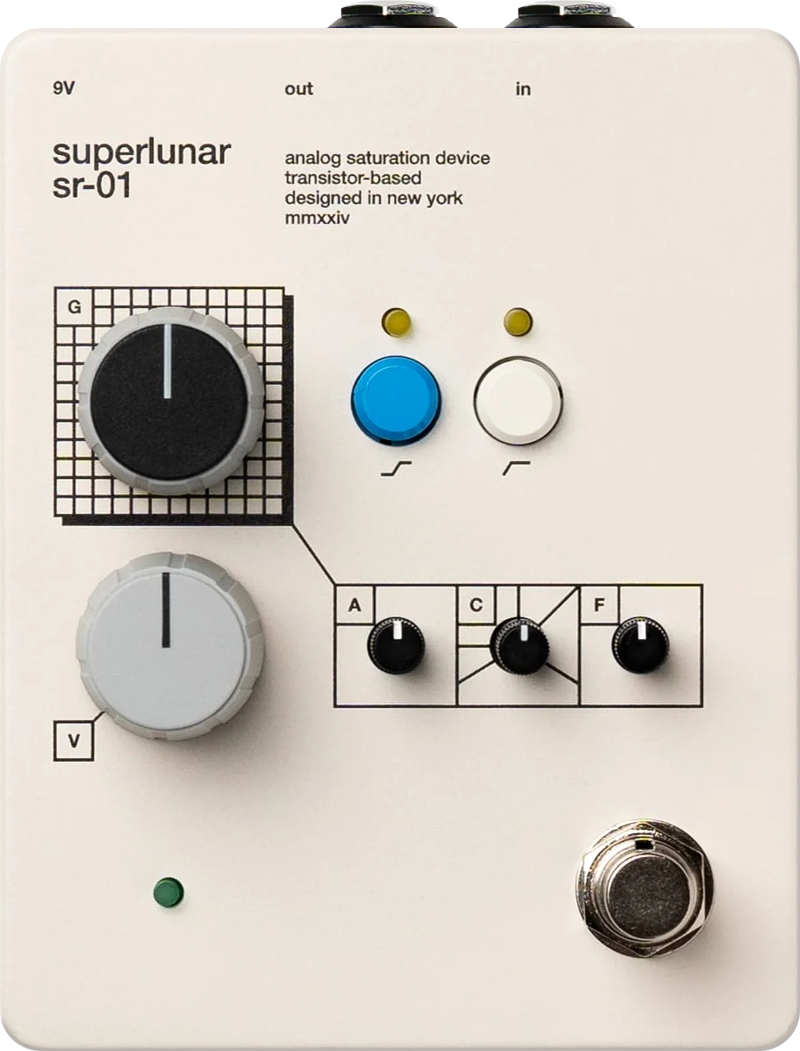 9V
out
in
superlunar
sr-01
analog saturation device
transistor-based
designed in new york
mmxxiv
G
A
C
F
V